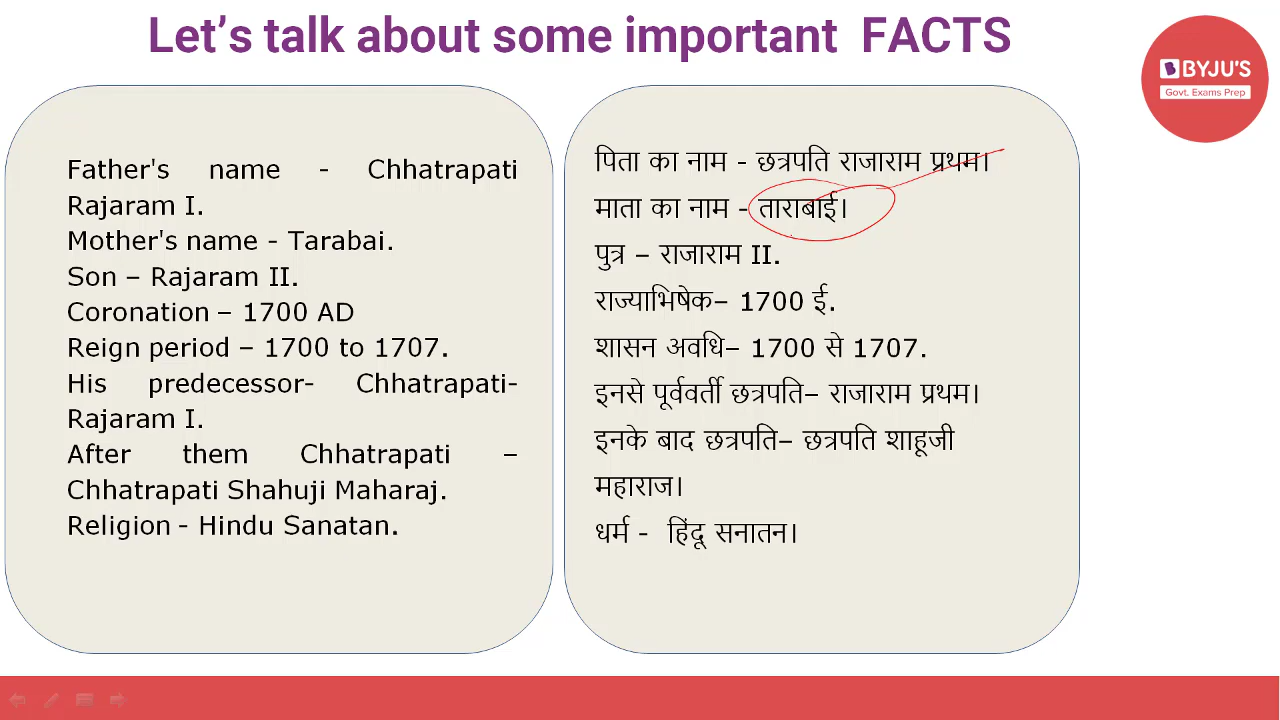 Let's talk about some important FACTS
BYJU'S
Govt. Exams Prep
Father's name - Chhatrapati
Rajaram I.
Mother's name - Tarabai.
Son – Rajaram II.
Coronation – 1700 AD
Reign period – 1700 to 1707.
His predecessor- Chhatrapati-
Rajaram I.
After them Chhatrapati –
Chhatrapati Shahuji Maharaj.
Religion - Hindu Sanatan.
पिता का नाम - छत्रपति राजाराम प्रथम।
माता का नाम - ताराबाई।
पुत्र – राजाराम II.
राज्याभिषेक– 1700 ई.
शासन अवधि– 1700 से 1707.
इनसे पूर्ववर्ती छत्रपति– राजाराम प्रथम।
इनके बाद छत्रपति– छत्रपति शाहूजी
महाराज।
धर्म - हिंदू सनातन।